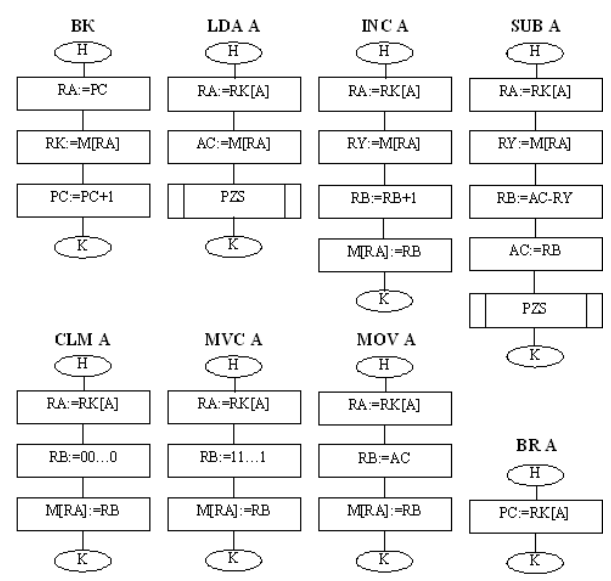 ВК
Н
RA:=PC
RK:=M[RA]
PC:=PC+1
К
LDA A
Н
RA:=RK[A]
AC:=M[RA]
PZS
К
INC A
Н
RA:=RK[A]
RY:=M[RA]
RB:=RB+1
M[RA]:=RB
К
SUB A
Н
RA:=RK[A]
RY:=M[RA]
RB:=AC-RY
AC:=RB
PZS
К
CLM A
Н
RA:=RK[A]
RB:=00...0
M[RA]:=RB
К
MVC A
Н
RA:=RK[A]
RB:=11...1
M[RA]:=RB
К
MOV A
Н
RA:=RK[A]
RB:=AC
M[RA]:=RB
К
BR A
Н
PC:=RK[A]
К